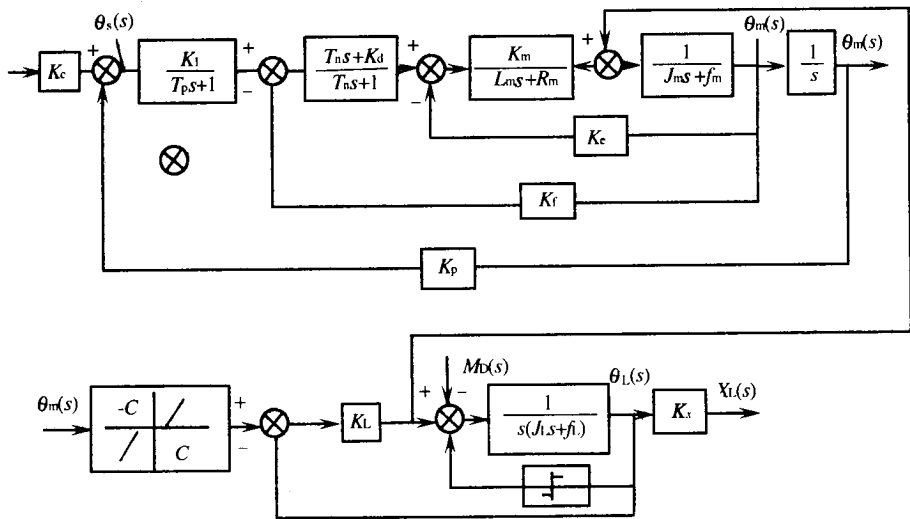 θs(s)
θm(s)
θm(s)
Kc
+
K1
Tps+1
+
−
Tns+Kd
Tns+1
+
−
Km
Lms+Rm
+
1
Jms+fm
1
s
Ke
Kf
Kp
MD(s)
θL(s)
XL(s)
θm(s)
-C
C
+
−
KL
+
−
1
s(JLs+fL)
Kx